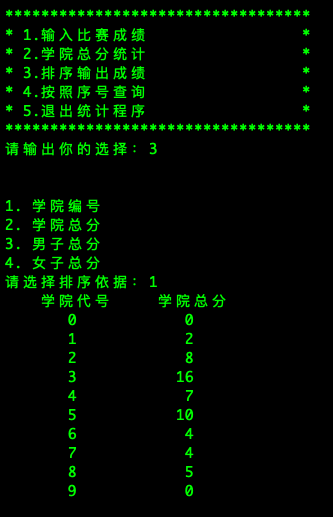 **********************************
* 1.输入比赛成绩 *
* 2.学院总分统计 *
* 3.排序输出成绩 *
* 4.按照序号查询 *
* 5.退出统计程序 *
**********************************
请输出你的选择：3
1. 学院编号
2. 学院总分
3. 男子总分
4. 女子总分
请选择排序依据：1
学院代号 学院总分
0 0
1 2
2 8
3 16
4 7
5 10
6 4
7 4
8 5
9 0